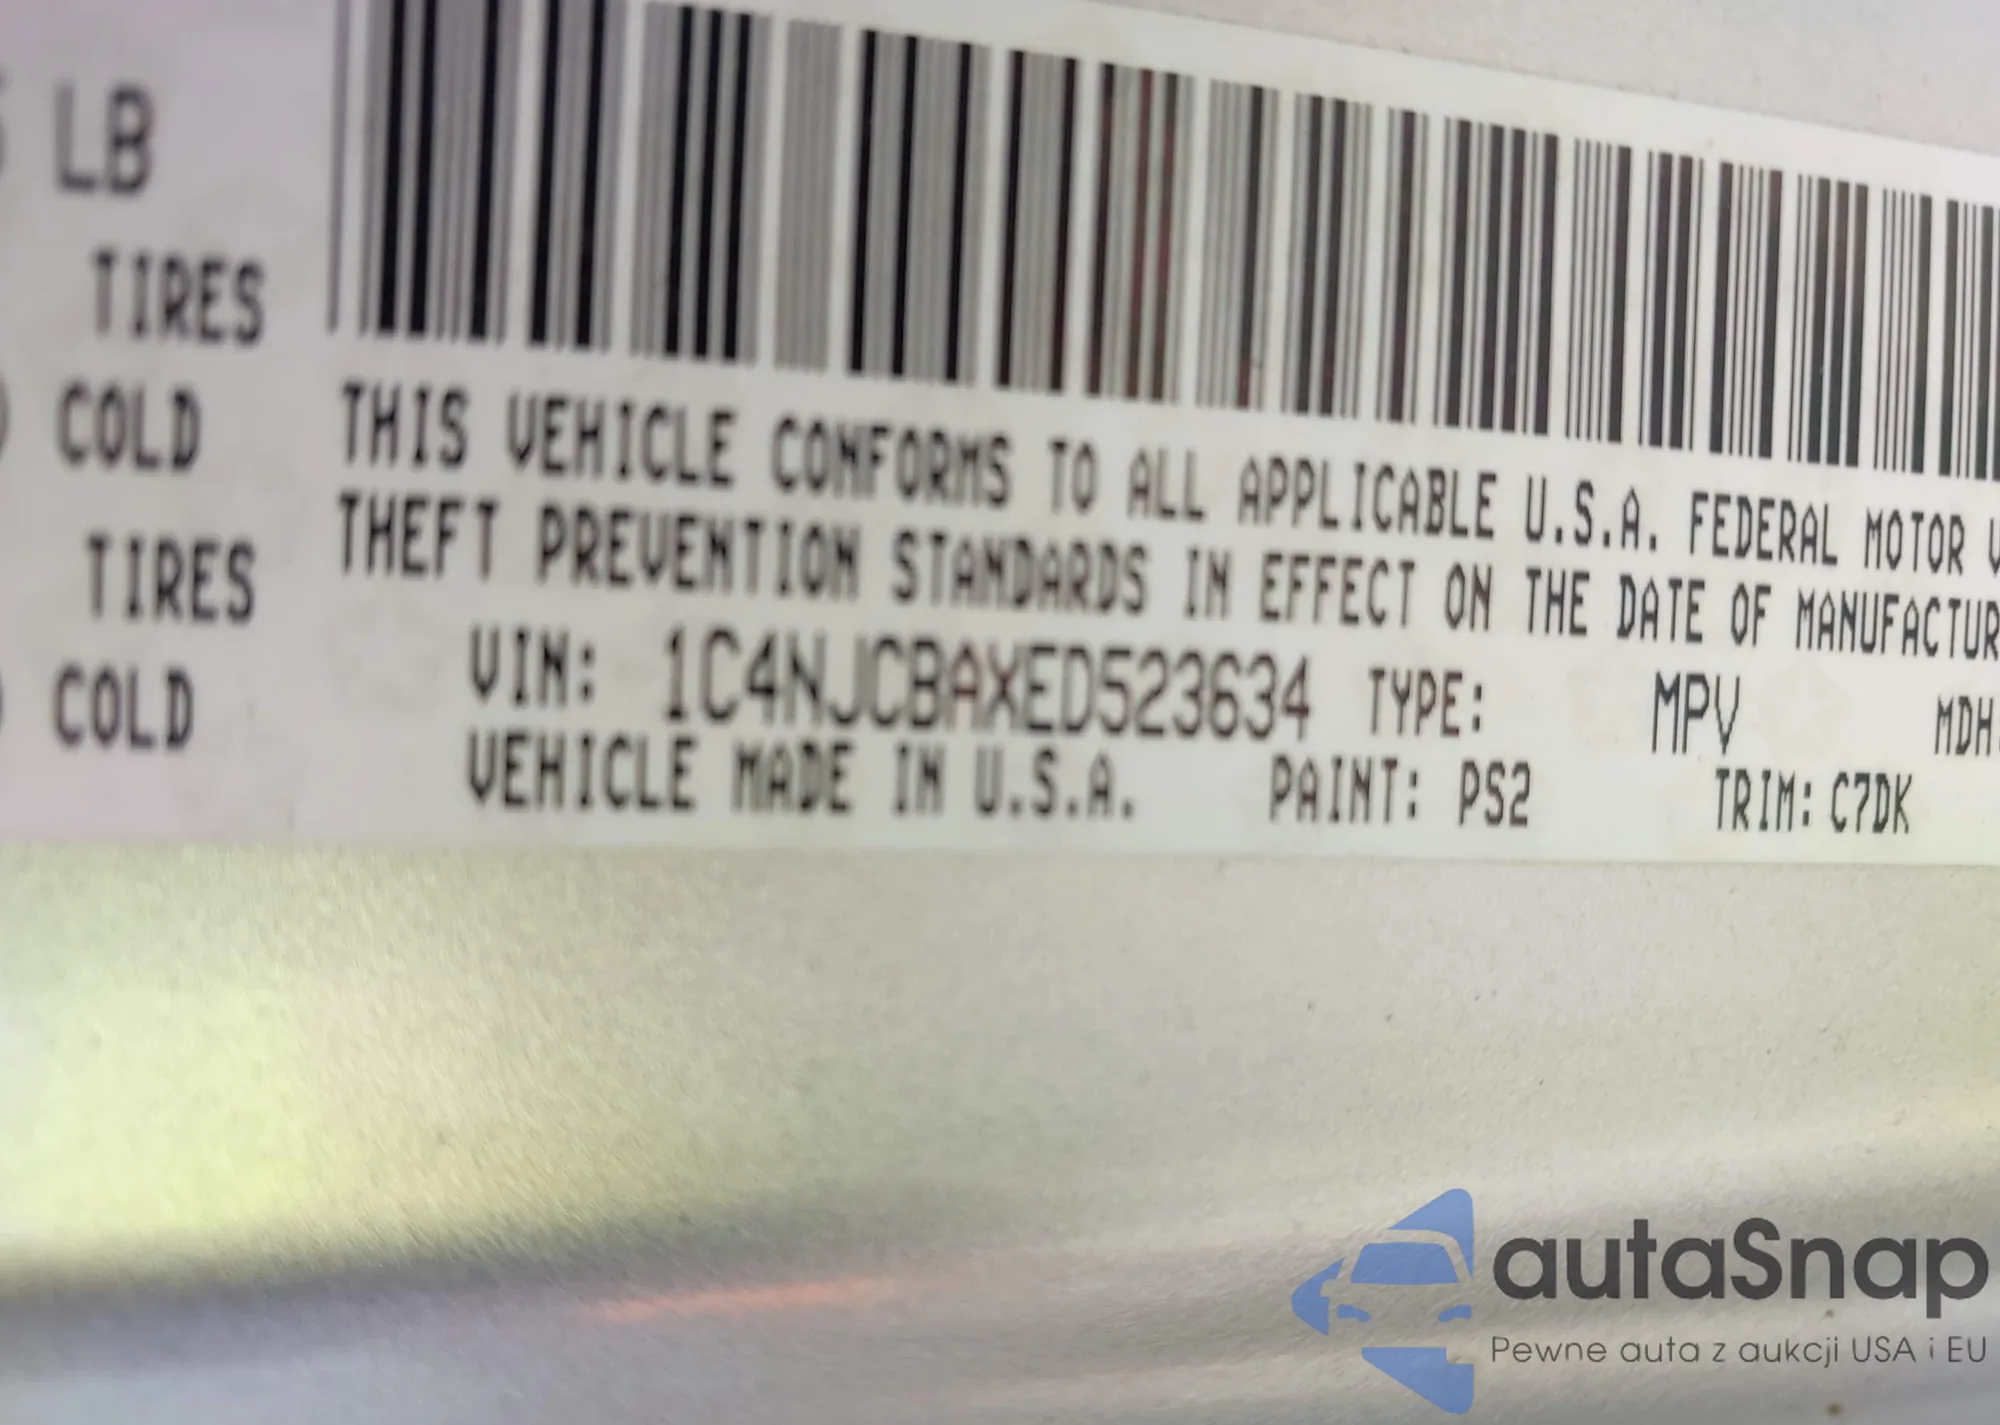 LB
TIRES
COLD
TIRES
COLD
THIS VEHICLE CONFORMS TO ALL APPLICABLE U.S.A. FEDERAL MOTOR
THEFT PREVENTION STANDARDS IN EFFECT ON THE DATE OF MANUFACTUR
VIN: 1C4NJCBAXED523634 TYPE: MPV MDH
VEHICLE MADE IN U.S.A. PAINT: PS2 TRIM: C7DK
autaSnap
Pewne auta z aukcji USA i EU